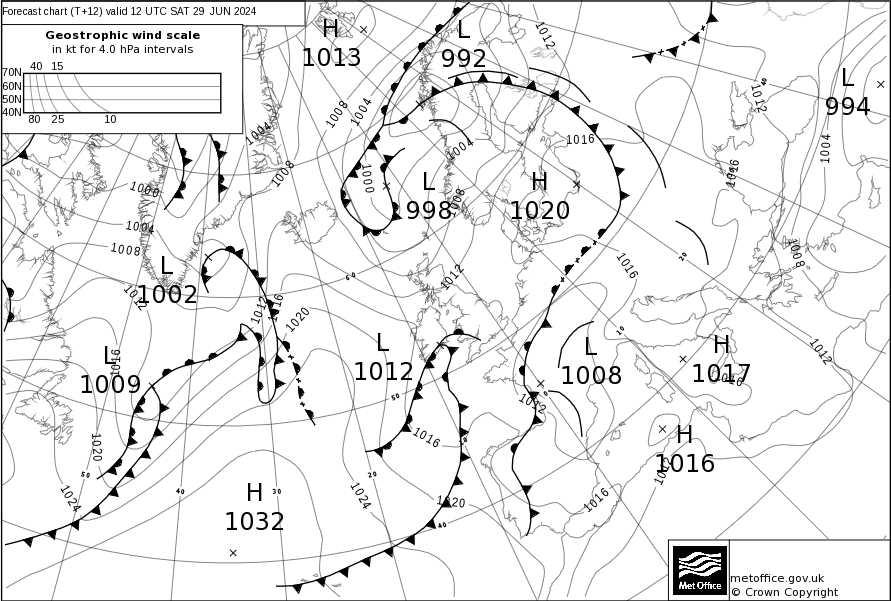 Forecast chart (T+12) valid 12 UTC SAT 29 JUN 2024
Geostrophic wind scale
in kt for 4.0 hPa intervals
40 15
70N
60N
50N
40N
80 25 10
H
1013
L
992
L
994
L
998
H
1020
L
1002
L
1009
L
1012
L
1008
H
1017
H
1016
H
1032
1012
1008
1004
1004
1008
1000
1004
1008
1000
1004
1008
1016
1012
1016
1004
1008
1012
1012
1016
1020
1016
1012
1016
1012
1016
1012
1016
1020
1024
1024
1020
1016
1012
60
50
50
40
30
20
40
20
10
40
Met Office
metoffice.gov.uk
© Crown Copyright